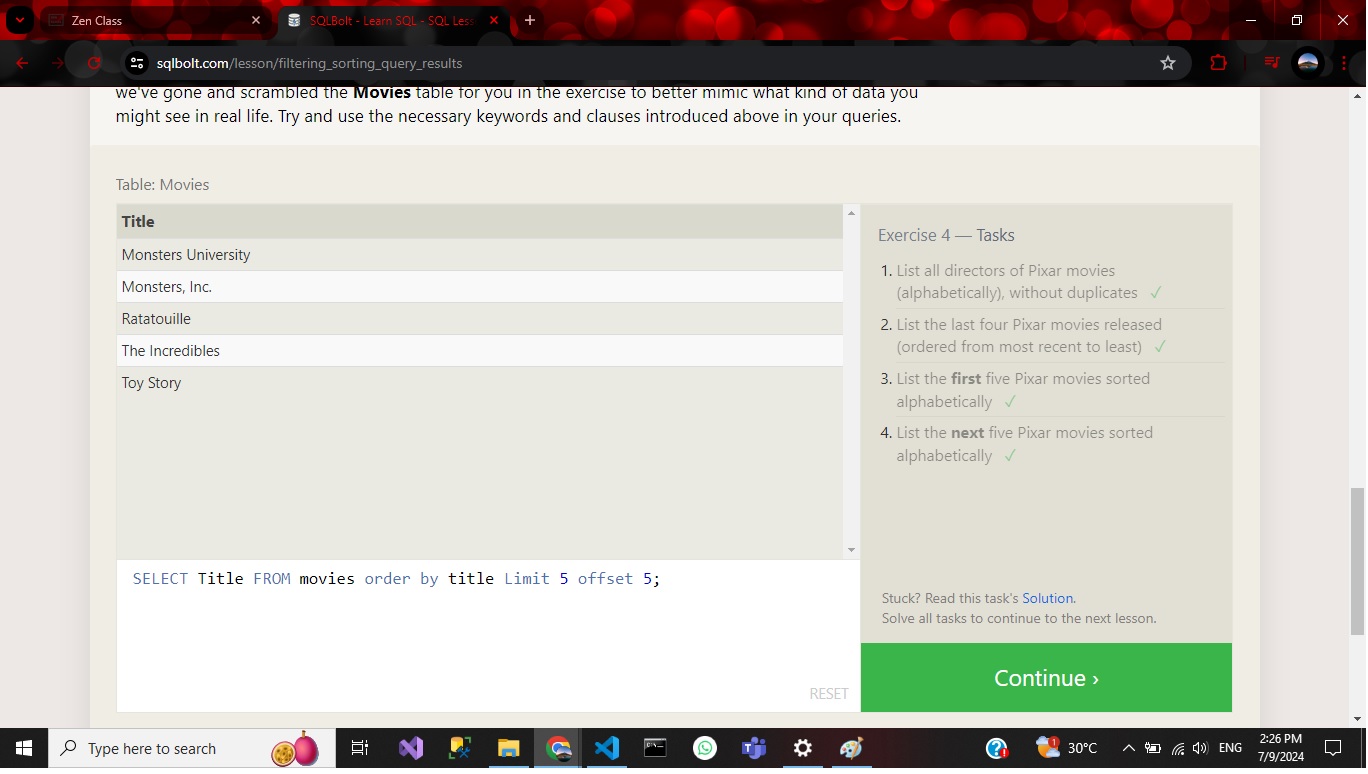 Zen Class
SQLBolt - Learn SQL - SQL Less
sqlbolt.com/lesson/filtering_sorting_query_results
we've gone and scrambled the Movies table for you in the exercise to better mimic what kind of data you
might see in real life. Try and use the necessary keywords and clauses introduced above in your queries.
Table: Movies
Title
Monsters University
Monsters, Inc.
Ratatouille
The Incredibles
Toy Story
SELECT Title FROM movies order by title Limit 5 offset 5;
RESET
Exercise 4 — Tasks
1. List all directors of Pixar movies
(alphabetically), without duplicates ✓
2. List the last four Pixar movies released
(ordered from most recent to least) ✓
3. List the first five Pixar movies sorted
alphabetically ✓
4. List the next five Pixar movies sorted
alphabetically ✓
Stuck? Read this task's Solution.
Solve all tasks to continue to the next lesson.
Continue ›
Type here to search
1
30°C
ENG
2:26 PM
7/9/2024